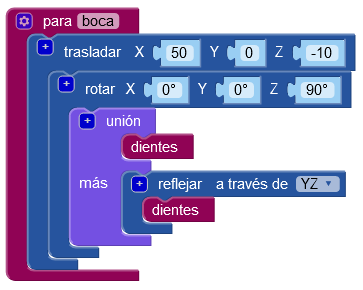 para boca
trasladar X 50 Y 0 Z -10
rotar X 0° Y 0° Z 90°
unión
dientes
más
reflejar a través de YZ ▾
dientes